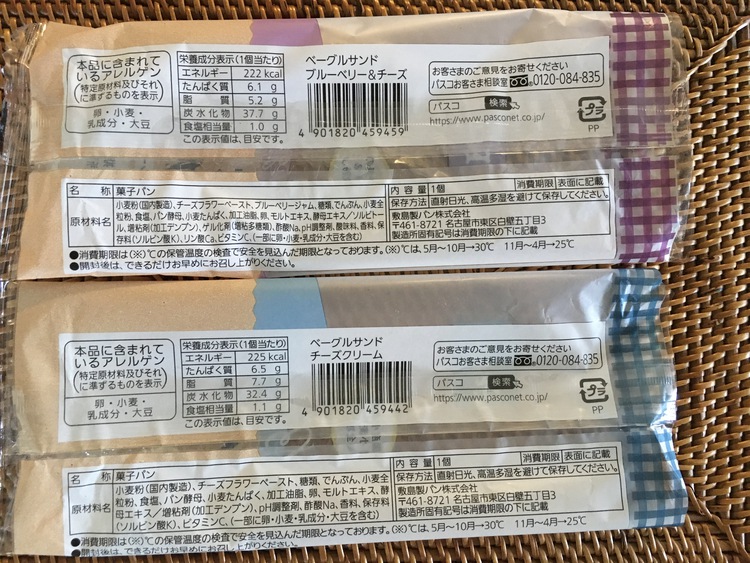 本品に含まれて
いるアレルゲン
(特定原材料及びそれ)
(に準ずるものを表示)
卵・小麦・
乳成分・大豆
栄養成分表示(1個当たり)
エネルギー 222 kcal
たんぱく質 6.1 g
脂質 5.2 g
炭水化物 37.7 g
食塩相当量 1.0 g
この表示値は、目安です。
ベーグルサンド
ブルーベリー&チーズ
4 901820 459459
お客さまのご意見をお寄せください
パスコお客さま相談室 0120-084-835
パスコ 検索
https://www.pasconet.co.jp/
プラ
PP
名称 菓子パン
原材料名 小麦粉(国内製造)、チーズフラワーペースト、ブルーベリージャム、糖類、でんぷん、小麦全
粒粉、食塩、パン酵母、小麦たんぱく、加工油脂、卵、モルトエキス、酵母エキス/ソルビトー
ル、増粘剤(加工デンプン)、ゲル化剤(増粘多糖類)、酢酸Na、pH調整剤、酸味料、香料、保
存料(ソルビン酸K)、リン酸Ca、ビタミンC、(一部に卵・小麦・乳成分・大豆を含む)
内容量 1個 消費期限 表面に記載
保存方法 直射日光、高温多湿を避けて保存してください。
敷島製パン株式会社
〒461-8721 名古屋市東区白壁五丁目3
製造所固有記号は消費期限の下に記載
●消費期限は(※)℃の保管温度の検査で安全を見込んだ期限となっております。(※)℃は、5月〜10月→30℃ 11月〜4月→25℃
●開封後は、できるだけお早めにお召し上がりください。
本品に含まれて
いるアレルゲン
(特定原材料及びそれ)
(に準ずるものを表示)
卵・小麦・
乳成分・大豆
栄養成分表示(1個当たり)
エネルギー 225 kcal
たんぱく質 6.5 g
脂質 7.7 g
炭水化物 32.4 g
食塩相当量 1.1 g
この表示値は、目安です。
ベーグルサンド
チーズクリーム
4 901820 459442
お客さまのご意見をお寄せください
パスコお客さま相談室 0120-084-835
パスコ 検索
https://www.pasconet.co.jp/
プラ
PP
名称 菓子パン
原材料名 小麦粉(国内製造)、チーズフラワーペースト、糖類、でんぷん、小麦全
粒粉、食塩、パン酵母、小麦たんぱく、加工油脂、卵、モルトエキス、酵
母エキス/増粘剤(加工デンプン)、pH調整剤、酢酸Na、香料、保存料
(ソルビン酸K)、ビタミンC、(一部に卵・小麦・乳成分・大豆を含む)
内容量 1個 消費期限 表面に記載
保存方法 直射日光、高温多湿を避けて保存してください。
敷島製パン株式会社
〒461-8721 名古屋市東区白壁五丁目3
製造所固有記号は消費期限の下に記載
●消費期限は(※)℃の保管温度の検査で安全を見込んだ期限となっております。(※)℃は、5月〜10月→30℃ 11月〜4月→25℃
●開封後は、できるだけお早めにお召し上がりください。